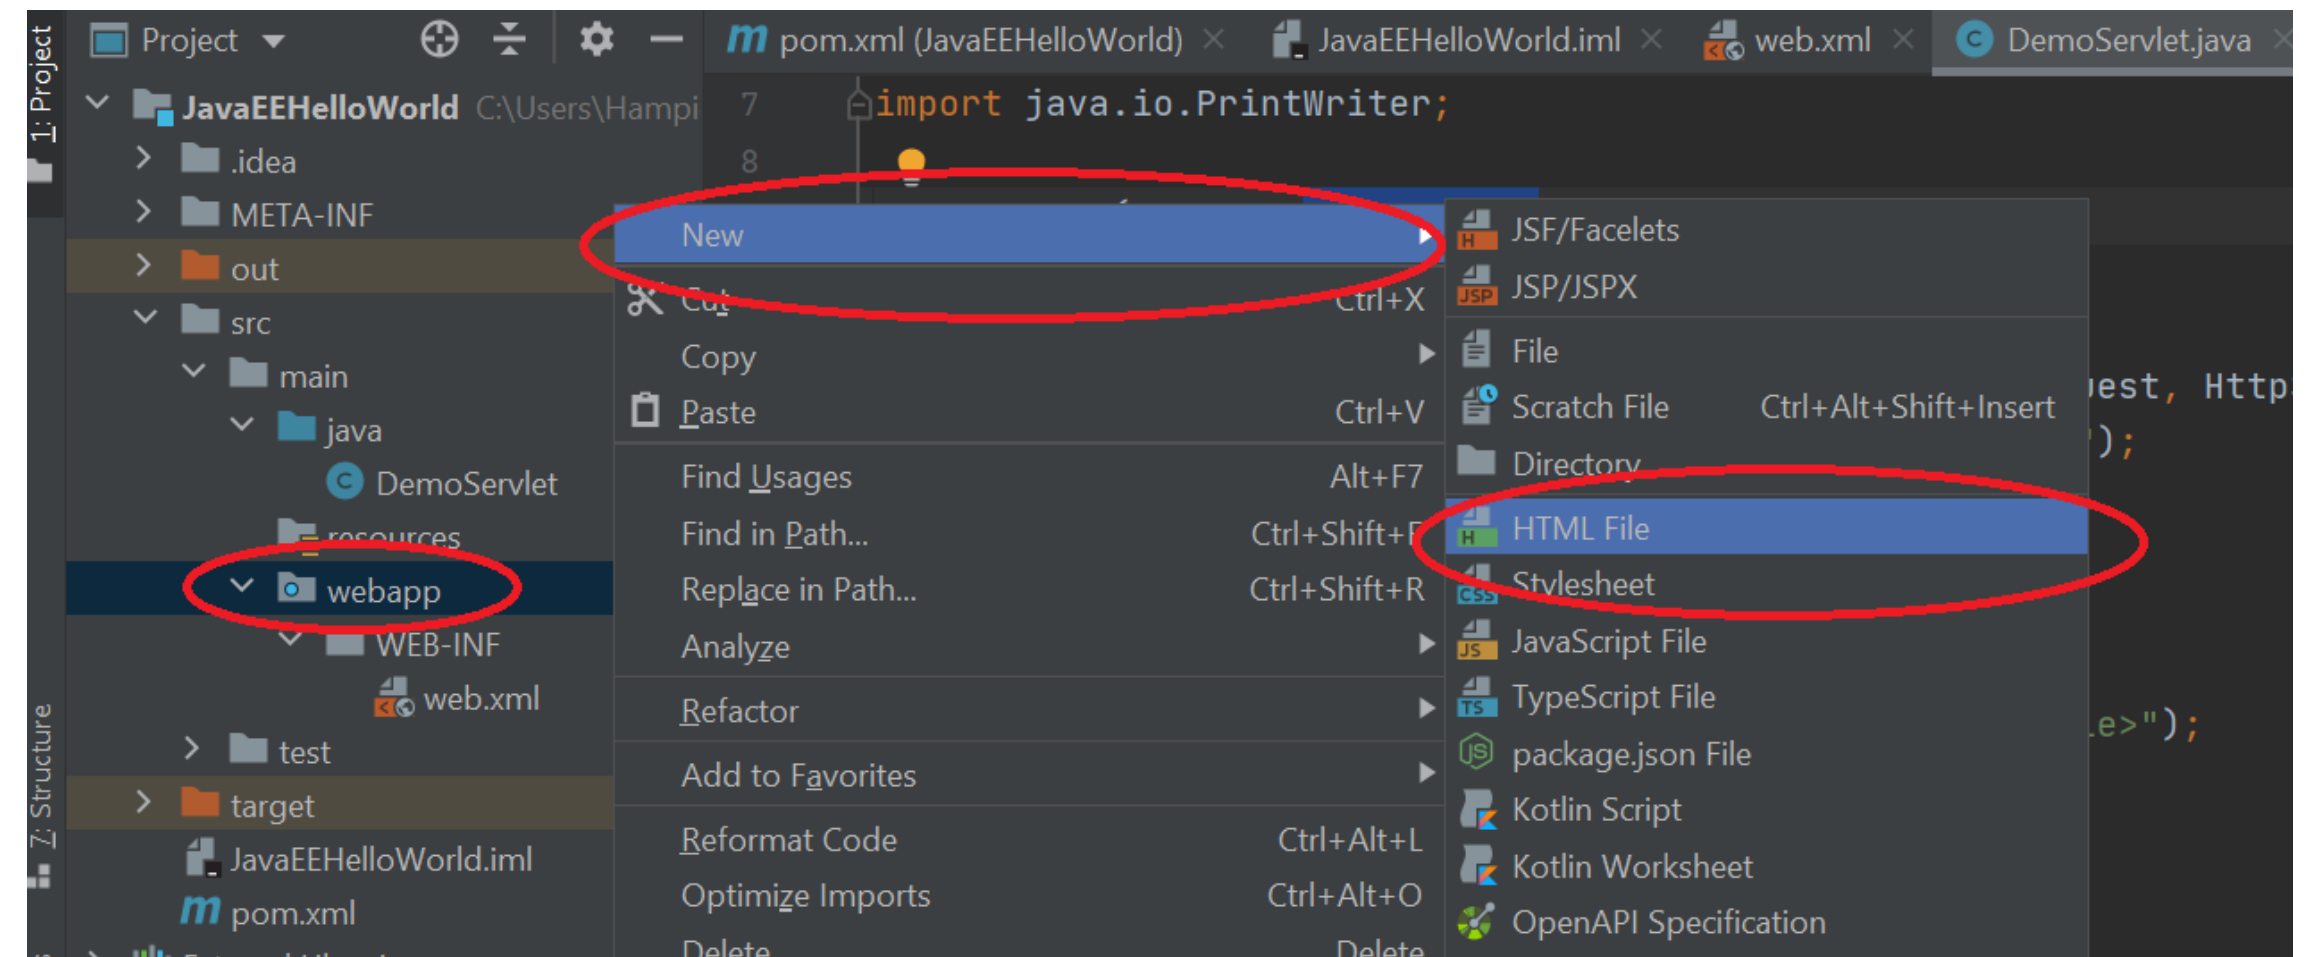 1: Project
7: Structure
Project
pom.xml (JavaEEHelloWorld)
JavaEEHelloWorld.iml
web.xml
DemoServlet.java
JavaEEHelloWorld C:\Users\Hampi
.idea
META-INF
out
src
main
java
DemoServlet
resources
webapp
WEB-INF
web.xml
test
target
JavaEEHelloWorld.iml
pom.xml
7 import java.io.PrintWriter;
8
New
Cut Ctrl+X
Copy
Paste Ctrl+V
Find Usages Alt+F7
Find in Path... Ctrl+Shift+F
Replace in Path... Ctrl+Shift+R
Analyze
Refactor
Add to Favorites
Reformat Code Ctrl+Alt+L
Optimize Imports Ctrl+Alt+O
Delete Delete
JSF/Facelets
JSP/JSPX
File
Scratch File Ctrl+Alt+Shift+Insert
Directory
HTML File
Stylesheet
JavaScript File
TypeScript File
package.json File
Kotlin Script
Kotlin Worksheet
OpenAPI Specification
uest, Http
");
le>");